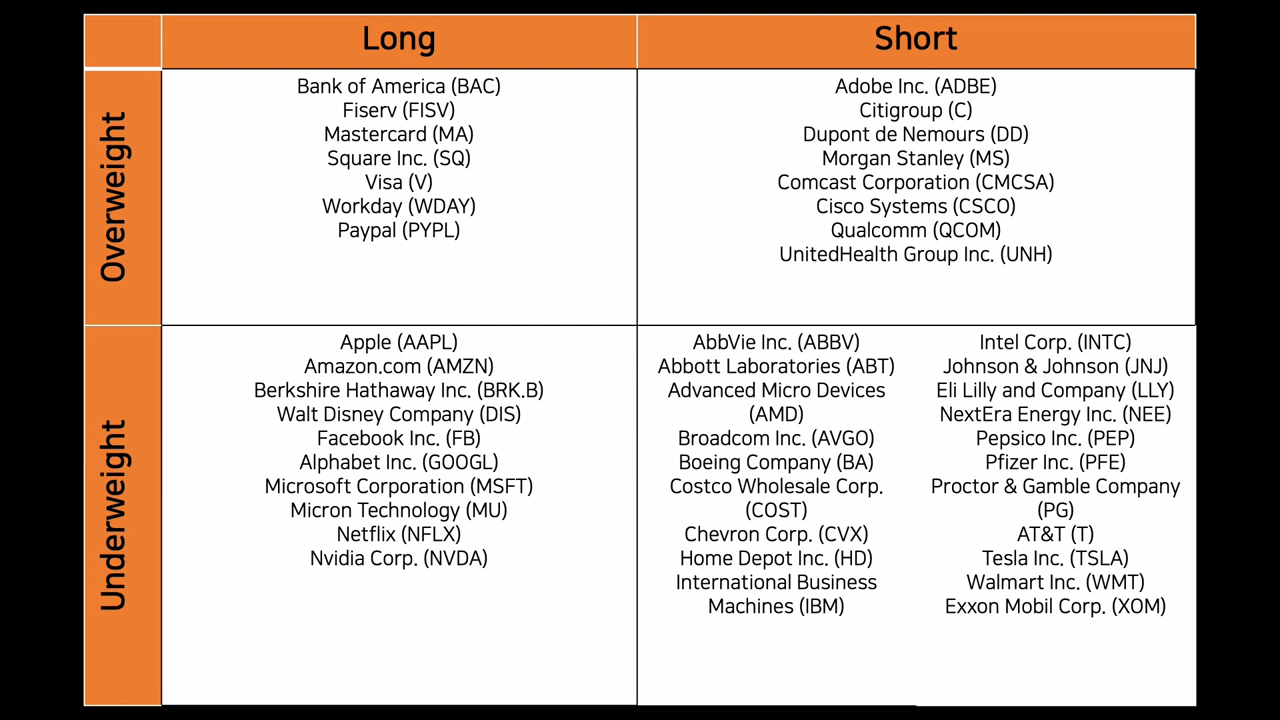 Long
Short
Overweight
Bank of America (BAC)
Fiserv (FISV)
Mastercard (MA)
Square Inc. (SQ)
Visa (V)
Workday (WDAY)
Paypal (PYPL)
Adobe Inc. (ADBE)
Citigroup (C)
Dupont de Nemours (DD)
Morgan Stanley (MS)
Comcast Corporation (CMCSA)
Cisco Systems (CSCO)
Qualcomm (QCOM)
UnitedHealth Group Inc. (UNH)
Underweight
Apple (AAPL)
Amazon.com (AMZN)
Berkshire Hathaway Inc. (BRK.B)
Walt Disney Company (DIS)
Facebook Inc. (FB)
Alphabet Inc. (GOOGL)
Microsoft Corporation (MSFT)
Micron Technology (MU)
Netflix (NFLX)
Nvidia Corp. (NVDA)
AbbVie Inc. (ABBV)
Abbott Laboratories (ABT)
Advanced Micro Devices
(AMD)
Broadcom Inc. (AVGO)
Boeing Company (BA)
Costco Wholesale Corp.
(COST)
Chevron Corp. (CVX)
Home Depot Inc. (HD)
International Business
Machines (IBM)
Intel Corp. (INTC)
Johnson & Johnson (JNJ)
Eli Lilly and Company (LLY)
NextEra Energy Inc. (NEE)
Pepsico Inc. (PEP)
Pfizer Inc. (PFE)
Proctor & Gamble Company
(PG)
AT&T (T)
Tesla Inc. (TSLA)
Walmart Inc. (WMT)
Exxon Mobil Corp. (XOM)